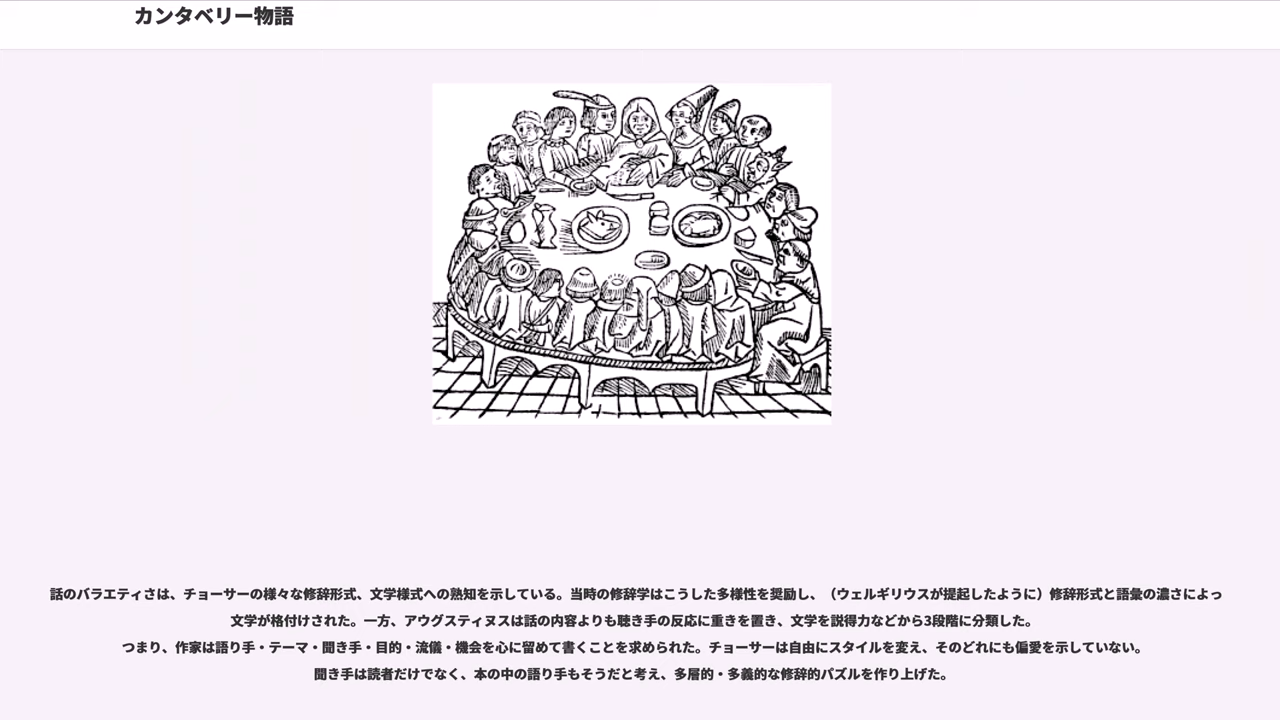 カンタベリー物語
話のバラエティさは、チョーサーの様々な修辞形式、文学様式への熟知を示している。当時の修辞学はこうした多様性を奨励し、（ウェルギリウスが提起したように）修辞形式と語彙の濃さによっ
文学が格付けされた。一方、アウグスティヌスは話の内容よりも聴き手の反応に重きを置き、文学を説得力などから3段階に分類した。
つまり、作家は語り手・テーマ・聞き手・目的・流儀・機会を心に留めて書くことを求められた。チョーサーは自由にスタイルを変え、そのどれにも偏愛を示していない。
聞き手は読者だけでなく、本の中の語り手もそうだと考え、多層的・多義的な修辞的パズルを作り上げた。